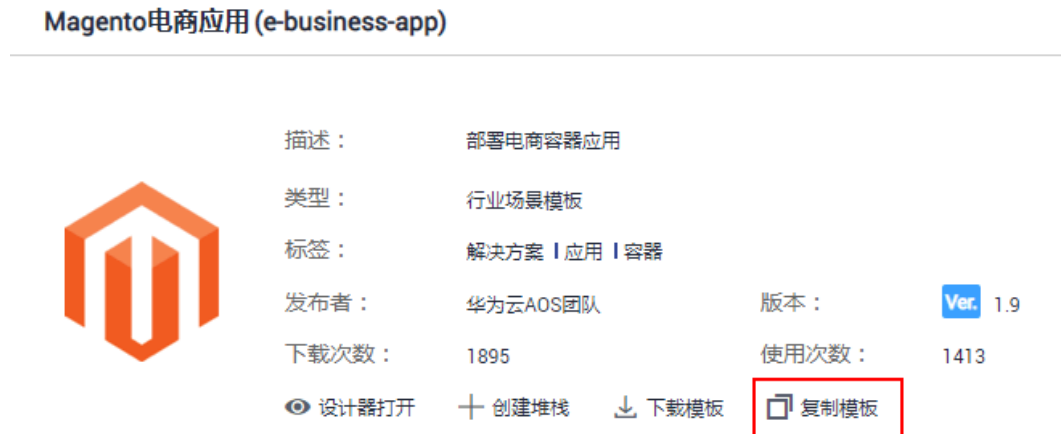 Magento电商应用 (e-business-app)
描述： 部署电商容器应用
类型： 行业场景模板
标签： 解决方案 | 应用 | 容器
发布者： 华为云AOS团队 版本： Ver. 1.9
下载次数： 1895 使用次数： 1413
设计器打开 创建堆栈 下载模板 复制模板